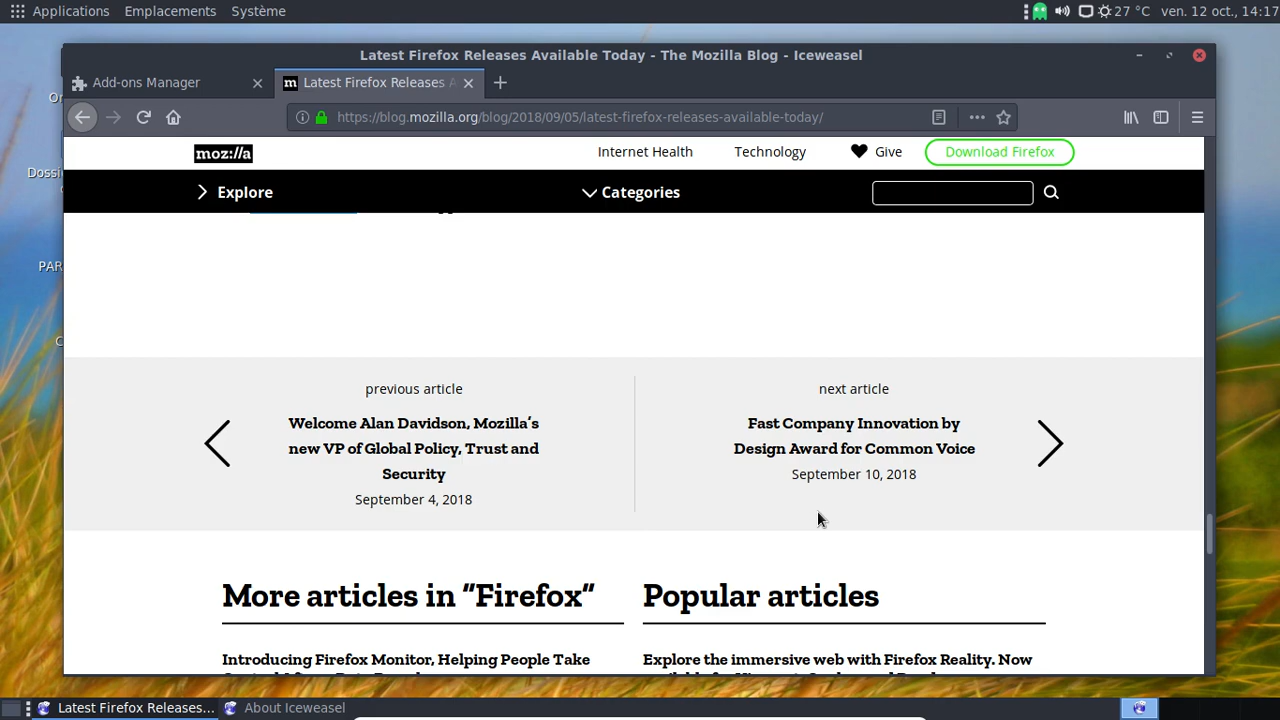 Applications Emplacements Système 27 °C ven. 12 oct., 14:17
Latest Firefox Releases Available Today - The Mozilla Blog - Iceweasel
Add-ons Manager
Latest Firefox Releases A
https://blog.mozilla.org/blog/2018/09/05/latest-firefox-releases-available-today/
moz://a Internet Health Technology Give Download Firefox
Explore Categories
previous article
Welcome Alan Davidson, Mozilla’s
new VP of Global Policy, Trust and
Security
September 4, 2018
next article
Fast Company Innovation by
Design Award for Common Voice
September 10, 2018
More articles in “Firefox”
Introducing Firefox Monitor, Helping People Take
Popular articles
Explore the immersive web with Firefox Reality. Now
Latest Firefox Releases... About Iceweasel